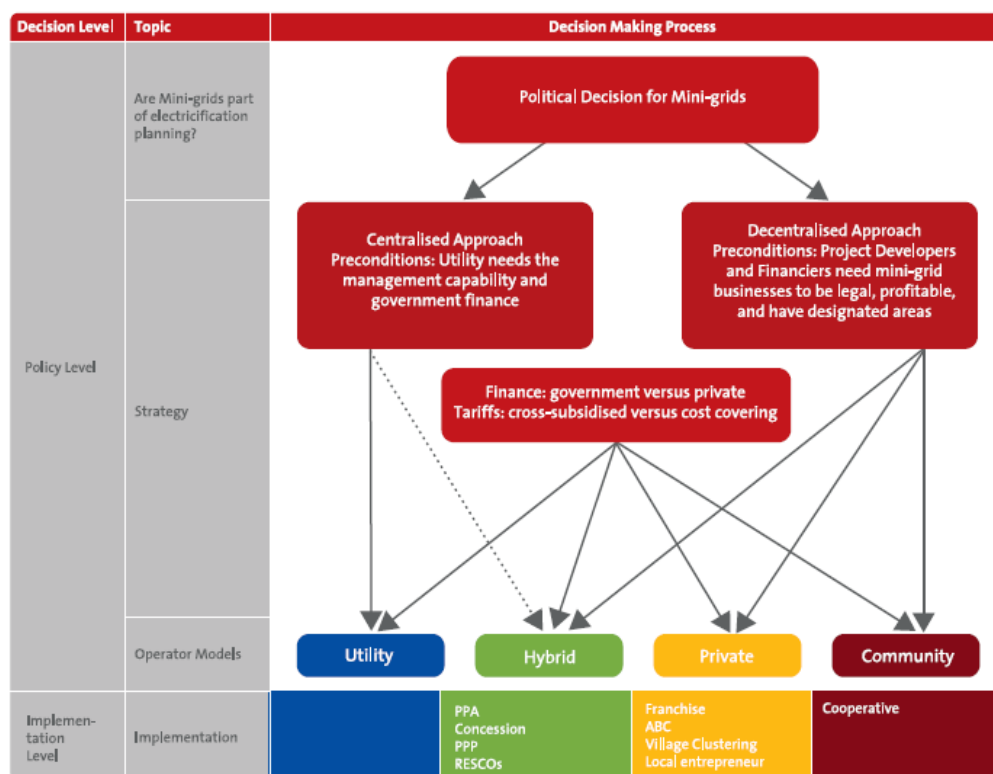 Decision Level
Topic
Decision Making Process
Are Mini-grids part
of electricification
planning?
Political Decision for Mini-grids
Centralised Approach
Preconditions: Utility needs the
management capability and
government finance
Decentralised Approach
Preconditions: Project Developers
and Financiers need mini-grid
businesses to be legal, profitable,
and have designated areas
Policy Level
Strategy
Finance: government versus private
Tariffs: cross-subsidised versus cost covering
Operator Models
Utility
Hybrid
Private
Community
Implemen-
tation
Level
Implementation
PPA
Concession
PPP
RESCOs
Franchise
ABC
Village Clustering
Local entrepreneur
Cooperative